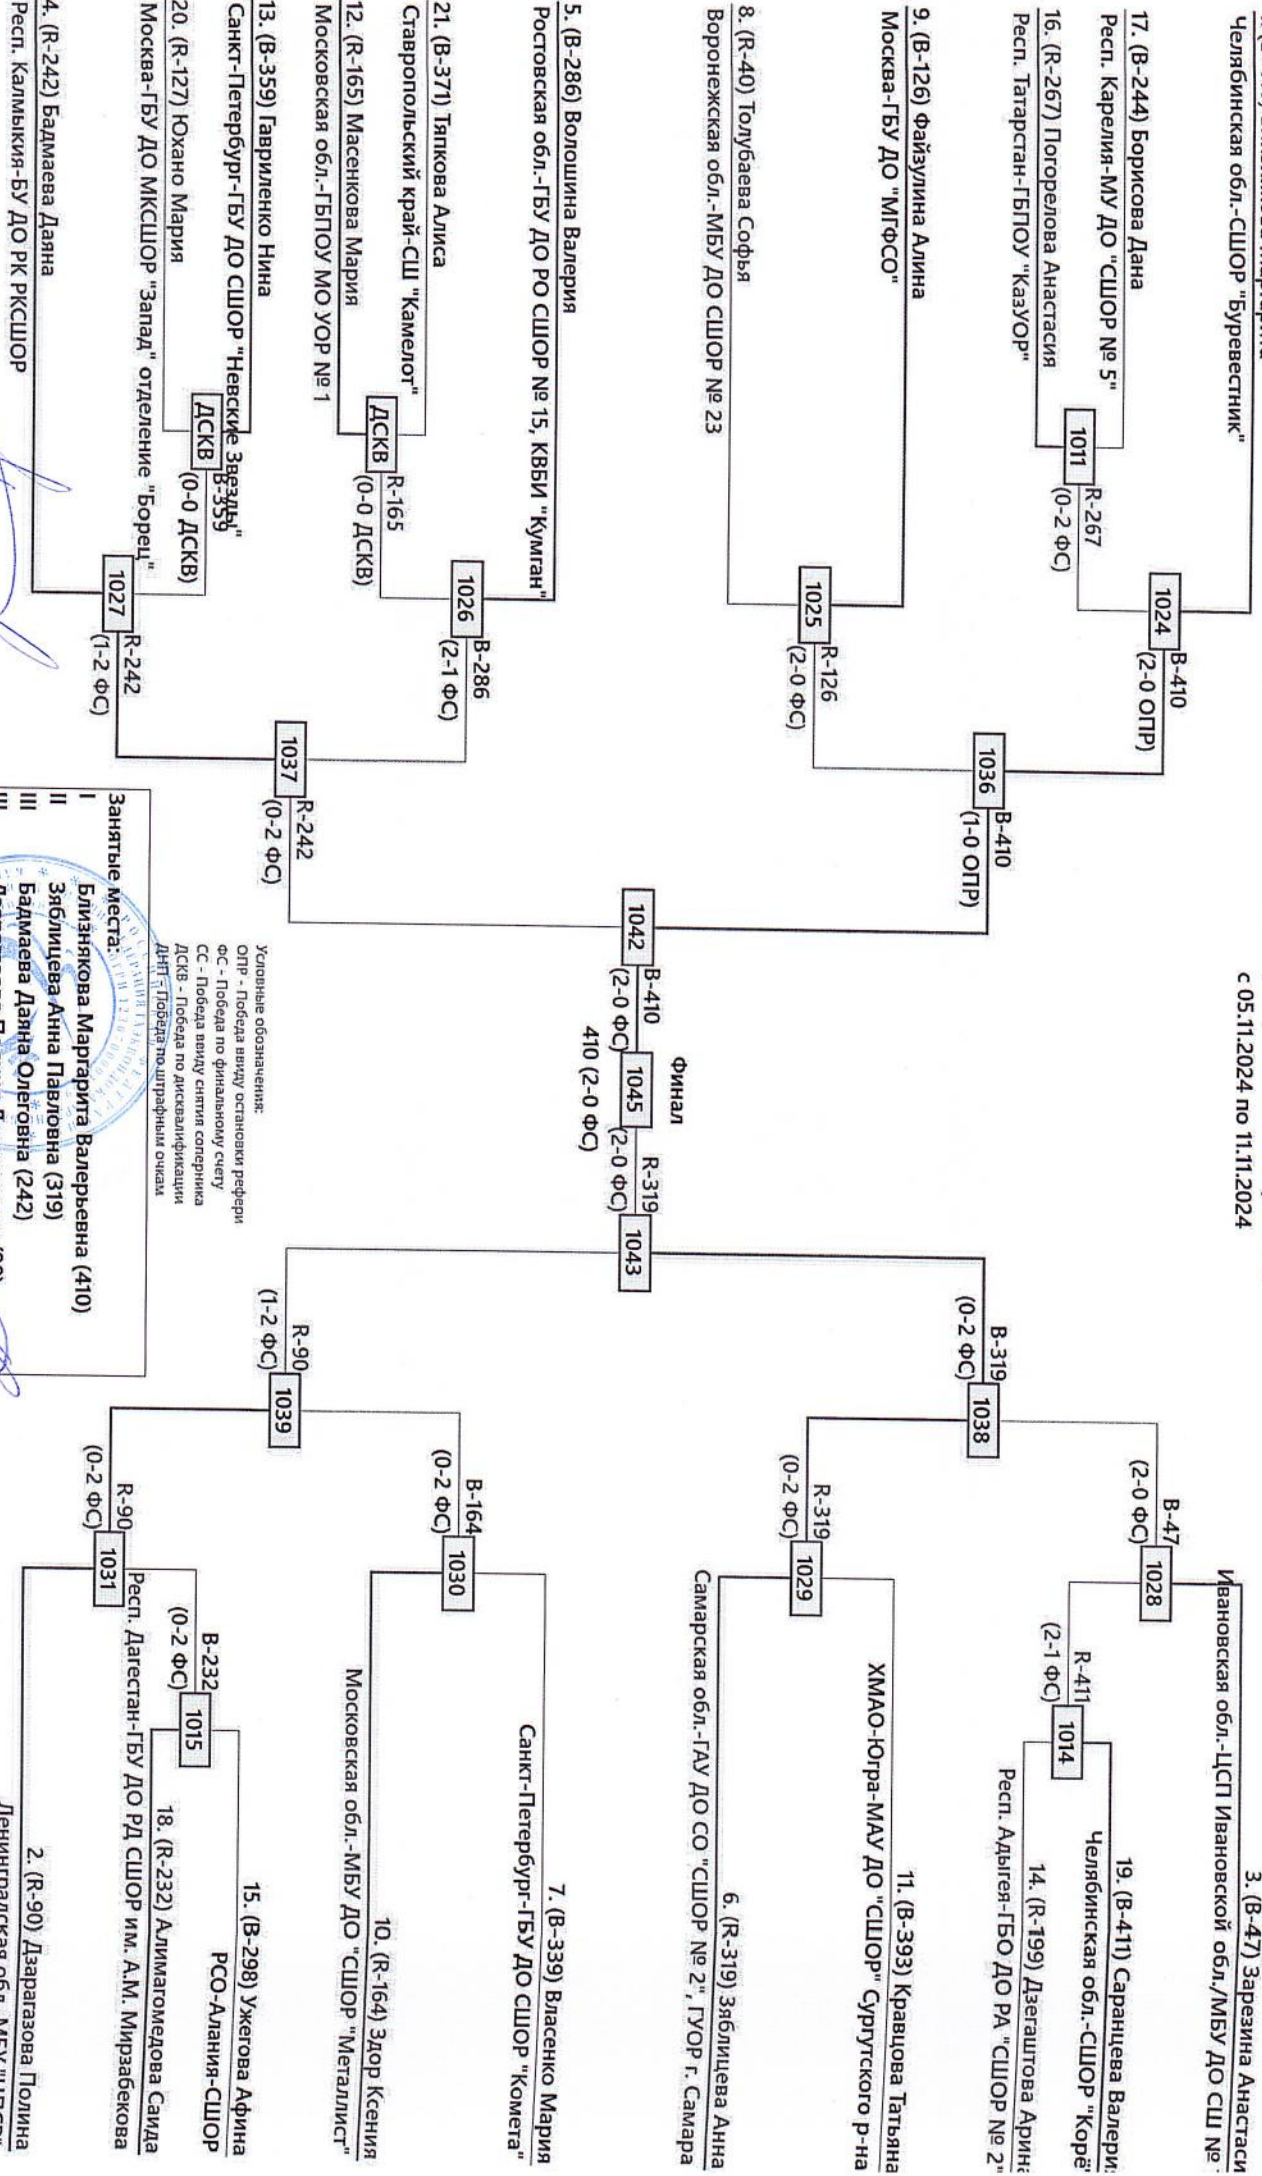 с 05.11.2024 по 11.11.2024
Челябинская обл.-СШОР "Буревестник"
17. (B-244) Борисова Дана
Респ. Карелия-МУ ДО "СШОР № 5"
16. (R-267) Погорелова Анастасия
Респ. Татарстан-ГБПОУ "КазУОР"
9. (B-126) Файзулина Алина
Москва-ГБУ ДО "МГФСО"
8. (R-40) Толубаева Софья
Воронежская обл.-МБУ ДО СШОР № 23
5. (B-286) Волошина Валерия
Ростовская обл.-ГБУ ДО РО СШОР № 15, КВБИ "Кумган"
21. (B-371) Тяпкова Алиса
Ставропольский край-СШ "Камелот"
12. (R-165) Масенкова Мария
Московская обл.-ГБПОУ МО УОР № 1
13. (B-359) Гавриленко Нина
Санкт-Петербург-ГБУ ДО СШОР "Невские Звезды"
20. (R-127) Юхано Мария
Москва-ГБУ ДО МКСШОР "Запад" отделение "Борец"
4. (R-242) Бадмаева Даяна
Респ. Калмыкия-БУ ДО РК РКСШОР
1011
R-267
(0-2 ФС)
ДСКВ
R-165
(0-0 ДСКВ)
ДСКВ
B-359
(0-0 ДСКВ)
1024
B-410
(2-0 ОПР)
1025
R-126
(2-0 ФС)
1026
B-286
(2-1 ФС)
1027
R-242
(1-2 ФС)
1036
B-410
(1-0 ОПР)
1037
R-242
(0-2 ФС)
1042
B-410
(2-0 ФС)
Финал
1045
410 (2-0 ФС)
R-319
(2-0 ФС)
1043
B-319
(0-2 ФС)
1038
R-90
(1-2 ФС)
1039
B-47
(2-0 ФС)
1028
R-319
(0-2 ФС)
1029
B-164
(0-2 ФС)
1030
R-90
(0-2 ФС)
1031
R-411
(2-1 ФС)
1014
B-232
(0-2 ФС)
1015
3. (B-47) Зарезина Анастаси
Ивановская обл.-ЦСП Ивановской обл./МБУ ДО СШ №
19. (B-411) Саранцева Валери
Челябинская обл.-СШОР "Корё"
14. (R-199) Дзегаштова Арина
Респ. Адыгея-ГБО ДО РА "СШОР № 2"
11. (B-393) Кравцова Татьяна
ХМАО-Югра-МАУ ДО "СШОР" Сургутского р-на
6. (R-319) Зяблицева Анна
Самарская обл.-ГАУ ДО СО "СШОР № 2", ГУОР г. Самара
7. (B-339) Власенко Мария
Санкт-Петербург-ГБУ ДО СШОР "Комета"
10. (R-164) Здор Ксения
Московская обл.-МБУ ДО "СШОР "Металлист"
15. (B-298) Ужегова Афина
РСО-Алания-СШОР
18. (R-232) Алимагомедова Саида
Респ. Дагестан-ГБУ ДО РД СШОР им. А.М. Мирзабекова
2. (R-90) Дзарагазова Полина
Условные обозначения:
ОПР - Победа ввиду остановки рефери
ФС - Победа по финальному счету
СС - Победа ввиду снятия соперника
ДСКВ - Победа по дисквалификации
ДНП - Победа по штрафным очкам
Занятые места:
I Близнякова Маргарита Валерьевна (410)
II Зяблицева Анна Павловна (319)
III Бадмаева Даяна Олеговна (242)
III